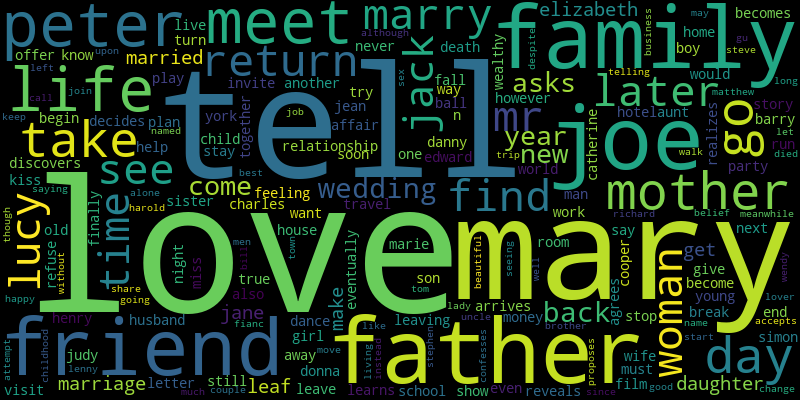 peter
meet
marry
family
elizabeth
becomes
live
turn
although
never
death
offer
know
upon
married
return
wealthy
despite
business
may
gu
steve
home
boy
left
play
invite
another
sex
jack
fall
way
ball
n
asks
later
telling
would
long
life
tell
call
join
keep
begin
decides
plan
named
york
together
jean
try
job
affair
danny
mr
however
hotel
aunt
matthew
story
go
barry
let
run
died
take
help
child
stay
relationship
soon
one
edward
year
new
joe
catherine
realizes
discovers
see
best
trip
world
walk
party
kiss
saying
come
feeling
wedding
find
man
mother
lucy
alone
harold
sister
charles
want
travel
work
richard
belief
meanwhile
though
old
refuse
without
finally
time
love
night
miss
men
house
town
marie
eventually
beautiful
seeing
room
say
cooper
next
mary
share
going
true
hill
son
tom
well
agrees
woman
get
give
become
young
wendy
happy
also
make
lady
arrives
back
lover
henry
husband
jane
fianc
dance
leaving
uncle
money
brother
stop
break
name
end
accepts
friend
girl
like
stephen
confesses
father
proposes
start
simon
attempt
childhood
judy
away
donna
move
living
instead
wife
must
day
lenny
marriage
letter
still
leaf
film
good
daughter
visit
much
couple
leave
learns
school
show
even
reveals
since
change